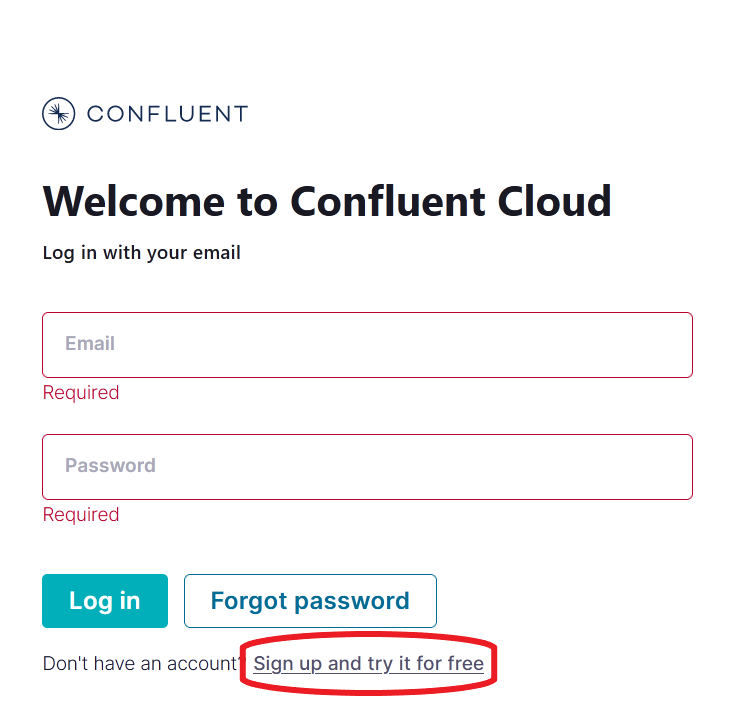 CONFLUENT
Welcome to Confluent Cloud
Log in with your email
Email
Required
Password
Required
Log in Forgot password
Don't have an account? Sign up and try it for free